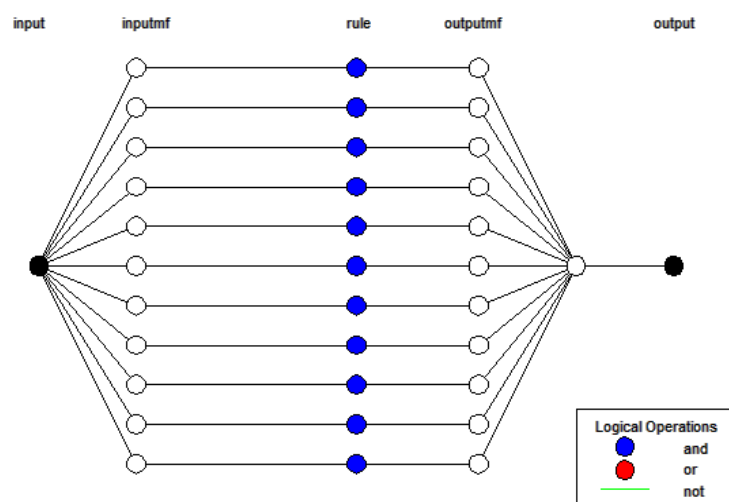 input inputmf rule outputmf output
Logical Operations
and
or
not